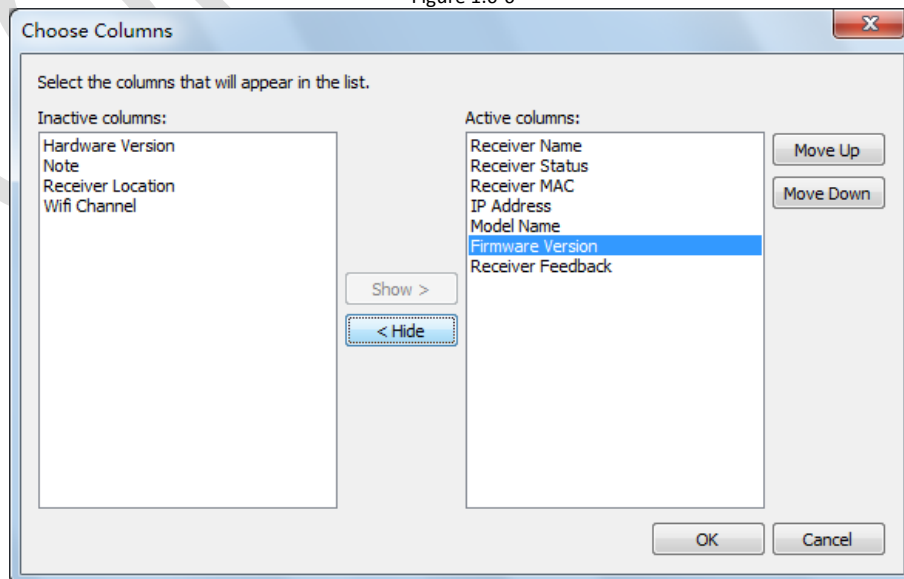 Choose Columns
X
Select the columns that will appear in the list.
Inactive columns:
Hardware Version
Note
Receiver Location
Wifi Channel
Show >
< Hide
Active columns:
Receiver Name
Receiver Status
Receiver MAC
IP Address
Model Name
Firmware Version
Receiver Feedback
Move Up
Move Down
OK
Cancel